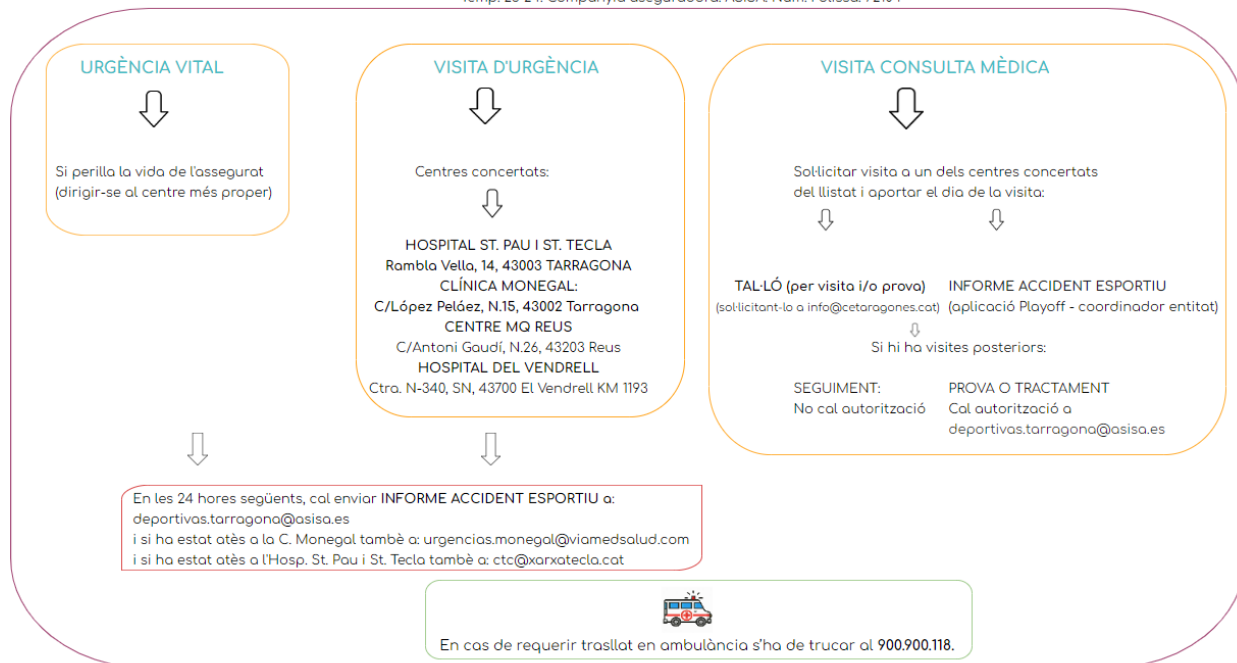 URGÈNCIA VITAL
Si perilla la vida de l'assegurat
(dirigir-se al centre més proper)
VISITA D'URGÈNCIA
Centres concertats:
HOSPITAL ST. PAU I ST. TECLA
Rambla Vella, 14, 43003 TARRAGONA
CLÍNICA MONEGAL:
C/López Peláez, N.15, 43002 Tarragona
CENTRE MQ REUS
C/Antoni Gaudí, N.26, 43203 Reus
HOSPITAL DEL VENDRELL
Ctra. N-340, SN, 43700 El Vendrell KM 1193
VISITA CONSULTA MÈDICA
Sol·licitar visita a un dels centres concertats
del llistat i aportar el dia de la visita:
TAL·LÓ (per visita i/o prova)
(sol·licitant-lo a info@cetaragones.cat)
INFORME ACCIDENT ESPORTIU
(aplicació Playoff - coordinador entitat)
Si hi ha visites posteriors:
SEGUIMENT:
No cal autorització
PROVA O TRACTAMENT
Cal autorització a
deportivas.tarragona@asisa.es
En les 24 hores següents, cal enviar INFORME ACCIDENT ESPORTIU a:
deportivas.tarragona@asisa.es
i si ha estat atès a la C. Monegal tambè a: urgencias.monegal@viamedsalud.com
i si ha estat atès a l'Hosp. St. Pau i St. Tecla tambè a: ctc@xarxatecla.cat
En cas de requerir trasllat en ambulància s'ha de trucar al 900.900.118.